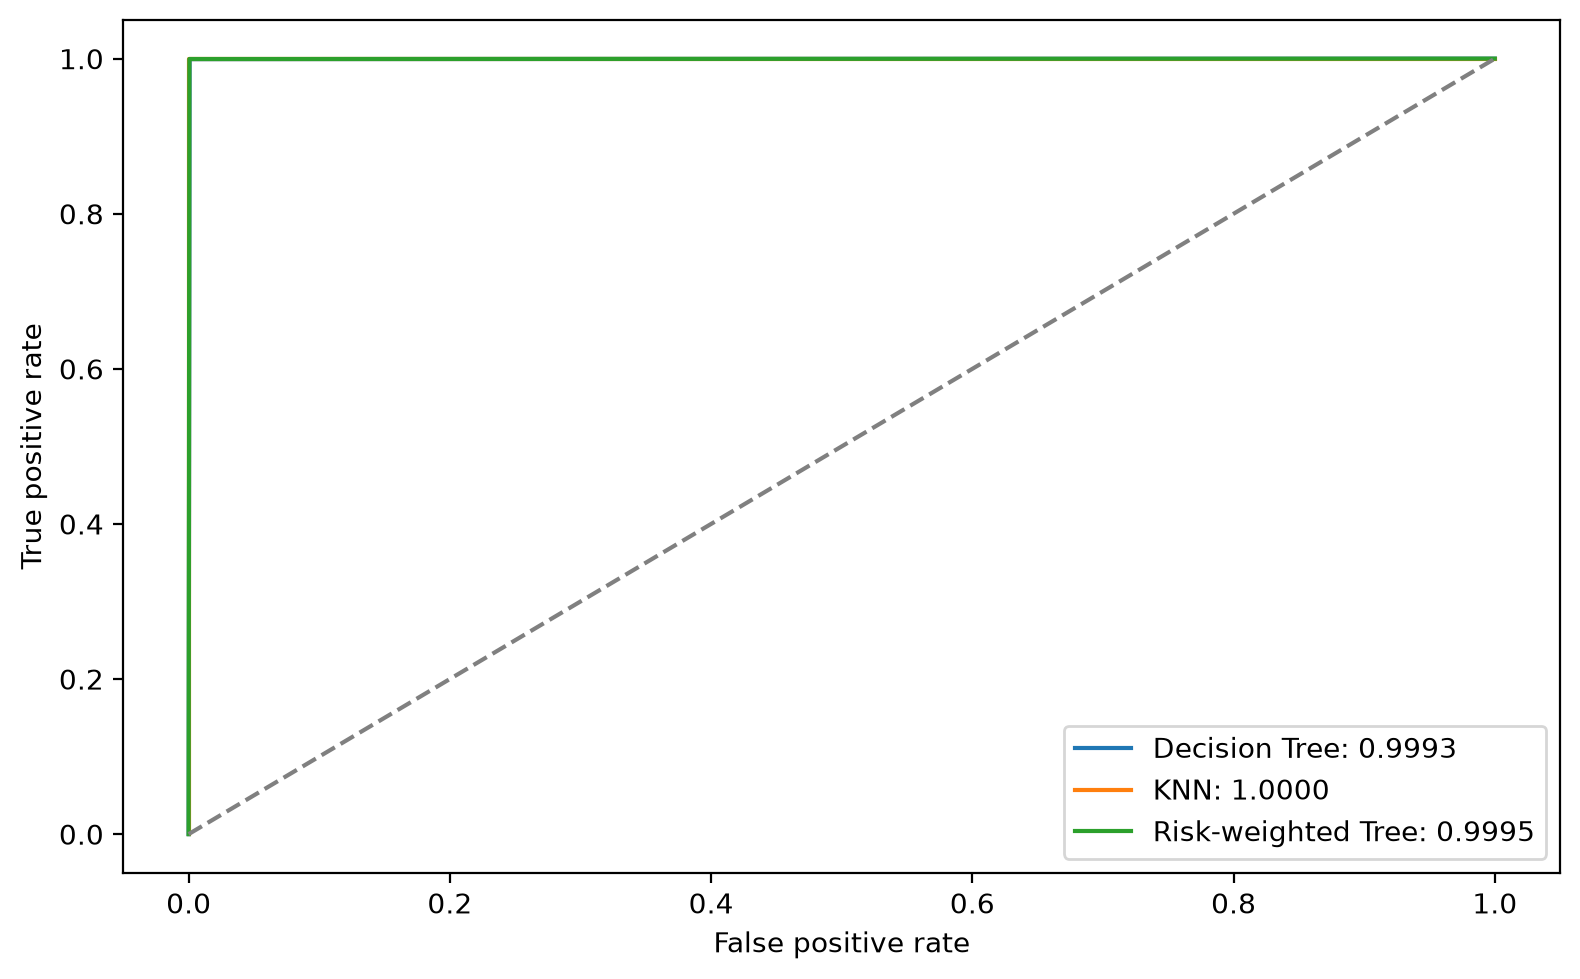 1.0
0.8
0.6
0.4
0.2
0.0
True positive rate
0.0 0.2 0.4 0.6 0.8 1.0
False positive rate
Decision Tree: 0.9993
KNN: 1.0000
Risk-weighted Tree: 0.9995